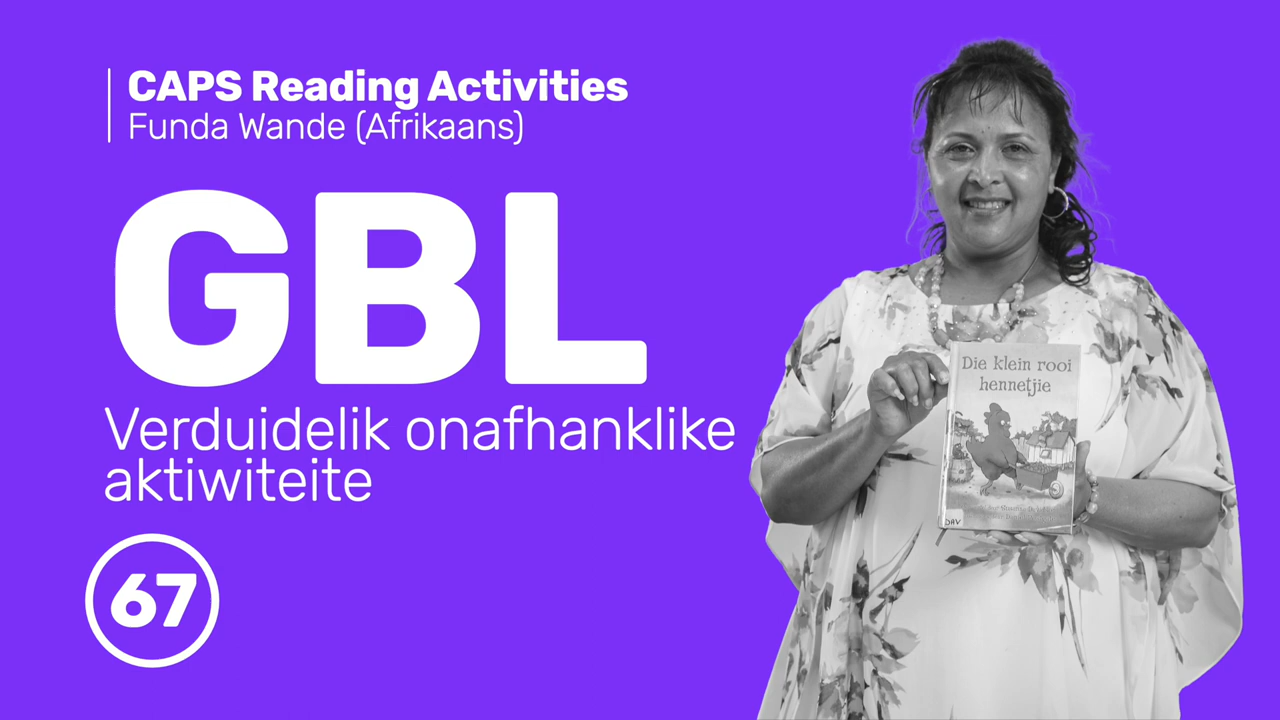 CAPS Reading Activities
Funda Wande (Afrikaans)
GBL
Verduidelik onafhanklike
aktiwiteite
67
Die klein rooi
hennetjie